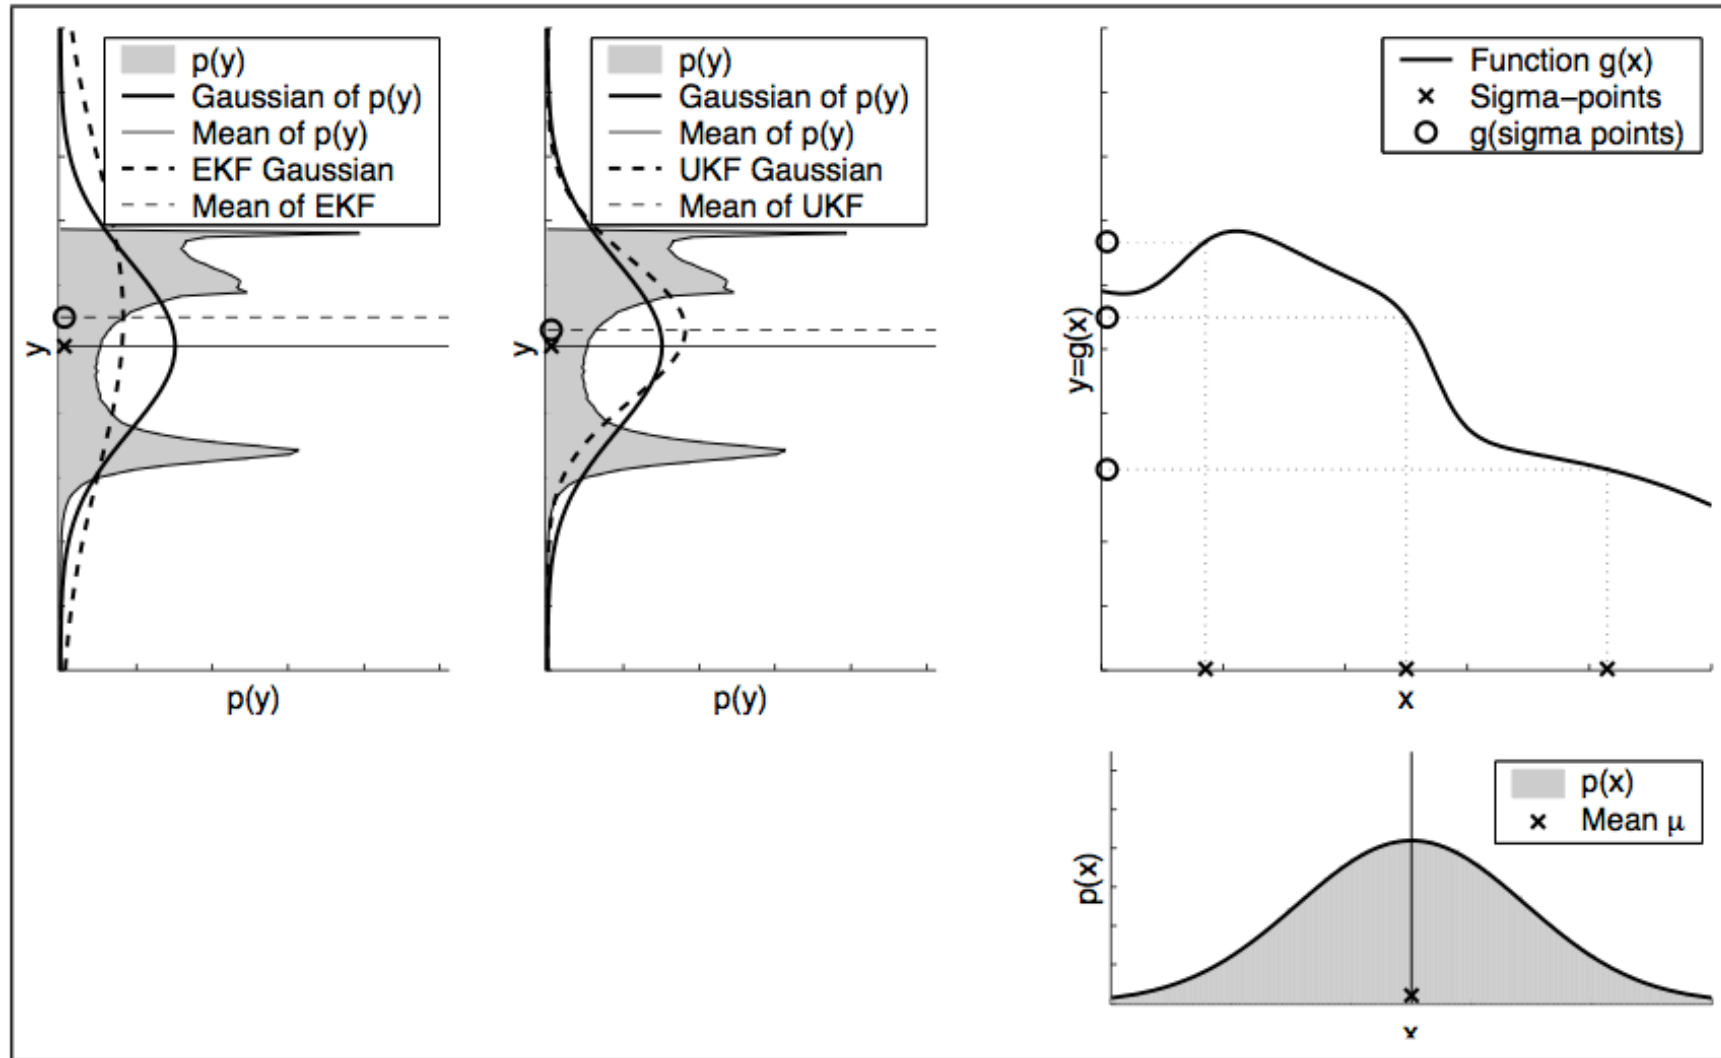 p(y)
Gaussian of p(y)
Mean of p(y)
EKF Gaussian
Mean of EKF
y
p(y)
p(y)
Gaussian of p(y)
Mean of p(y)
UKF Gaussian
Mean of UKF
y
p(y)
Function g(x)
Sigma−points
g(sigma points)
y=g(x)
x
p(x)
Mean μ
p(x)
x